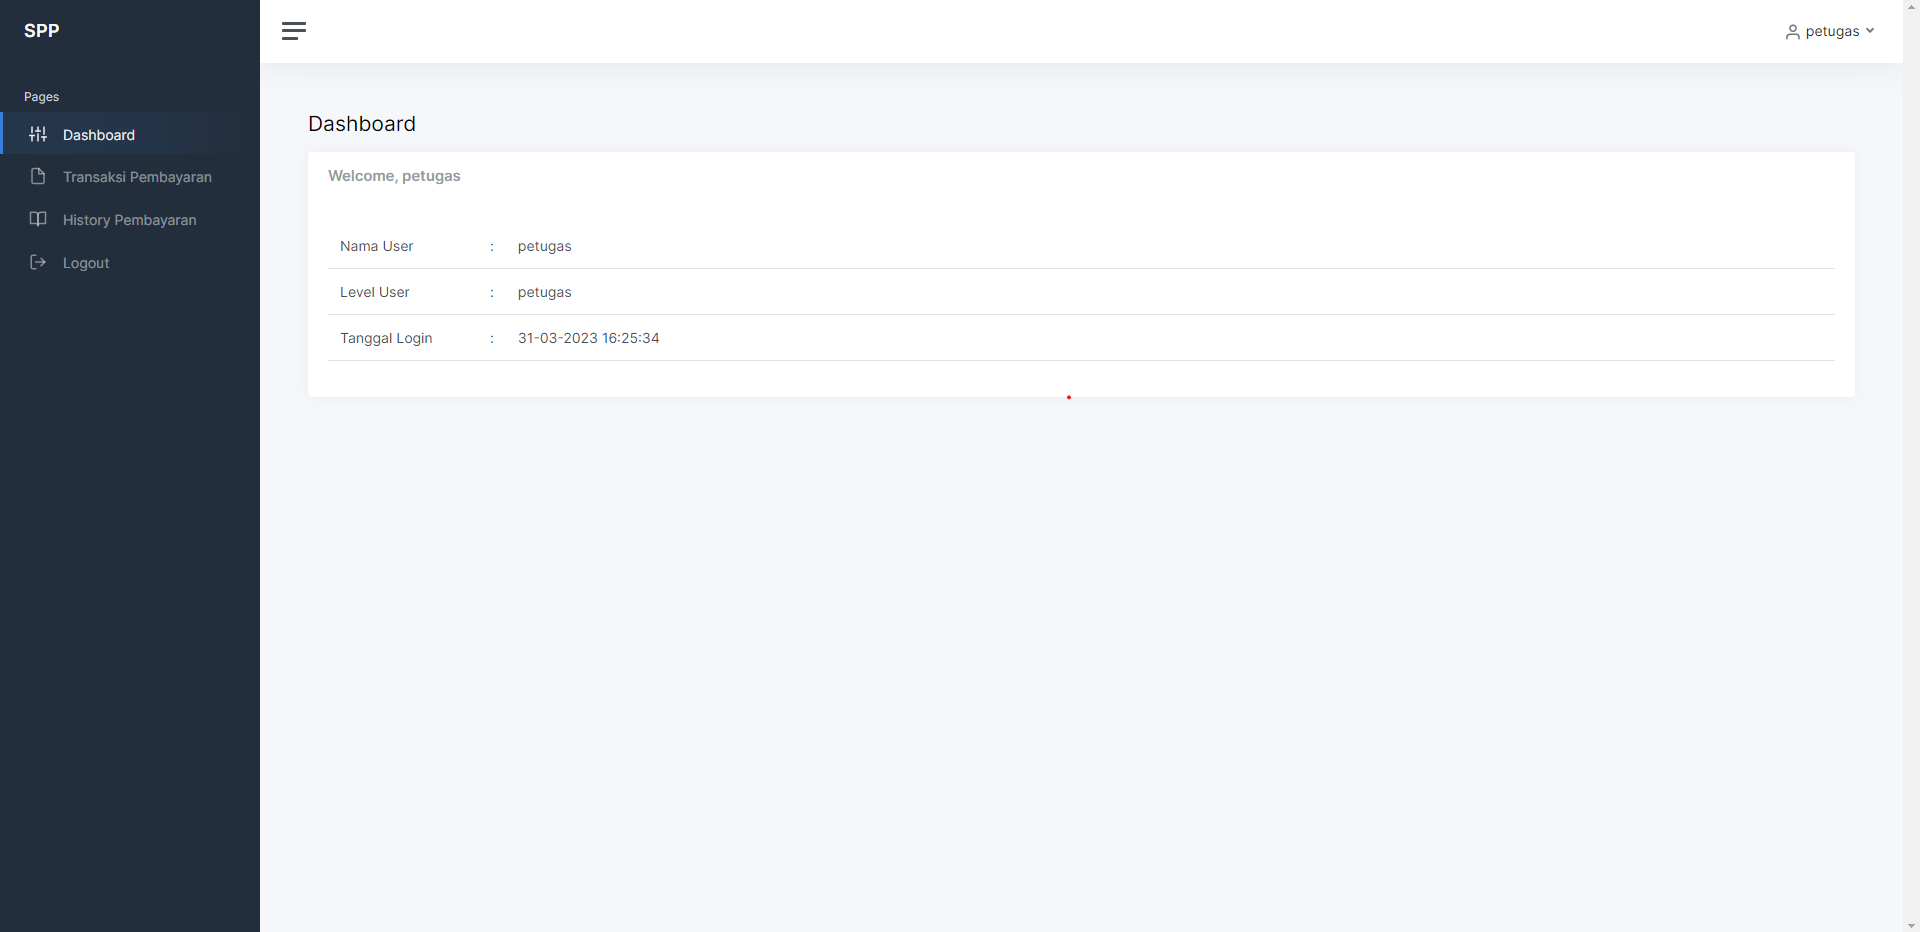 SPP
petugas
Pages
Dashboard
Transaksi Pembayaran
History Pembayaran
Logout
Dashboard
Welcome, petugas
Nama User : petugas
Level User : petugas
Tanggal Login : 31-03-2023 16:25:34